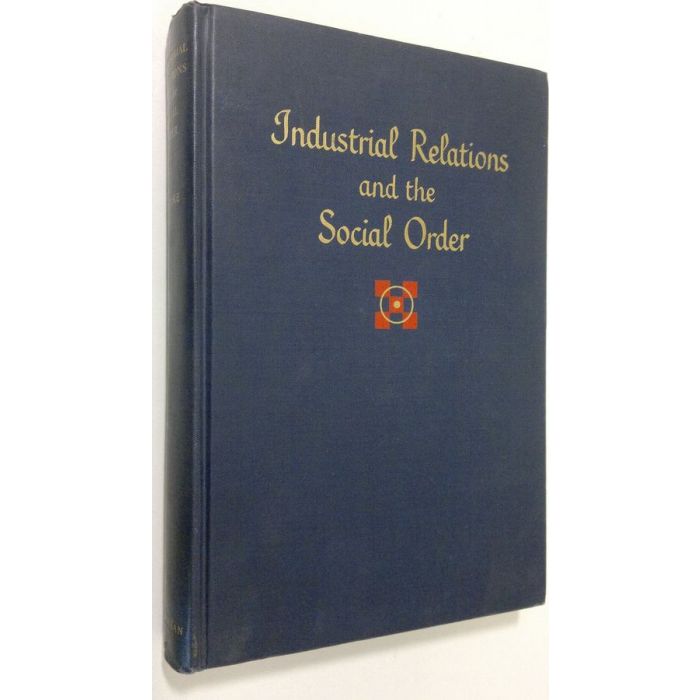 Industrial Relations
and the
Social Order